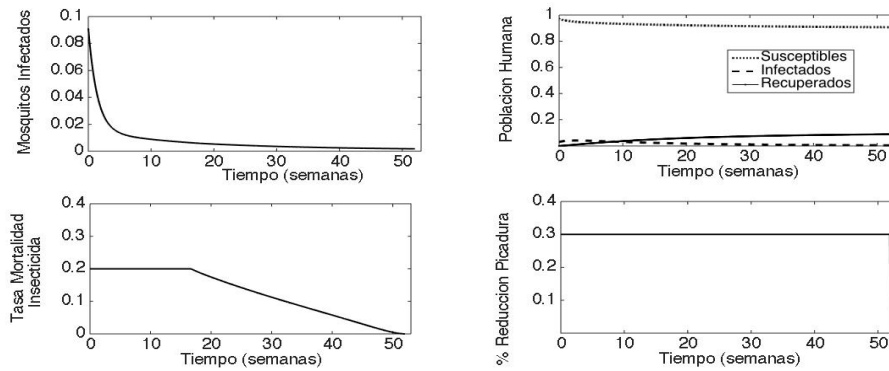 Mosquitos Infectados
0.1
0.08
0.06
0.04
0.02
0
0 10 20 30 40 50
Tiempo (semanas)
Poblacion Humana
1
0.8
0.6
0.4
0.2
Susceptibles
Infectados
Recuperados
0 10 20 30 40 50
Tiempo (semanas)
Tasa Mortalidad
Insecticida
0.4
0.3
0.2
0.1
0
0 10 20 30 40 50
Tiempo (semanas)
% Reduccion Picadura
0.4
0.3
0.2
0.1
0 10 20 30 40 50
Tiempo (semanas)